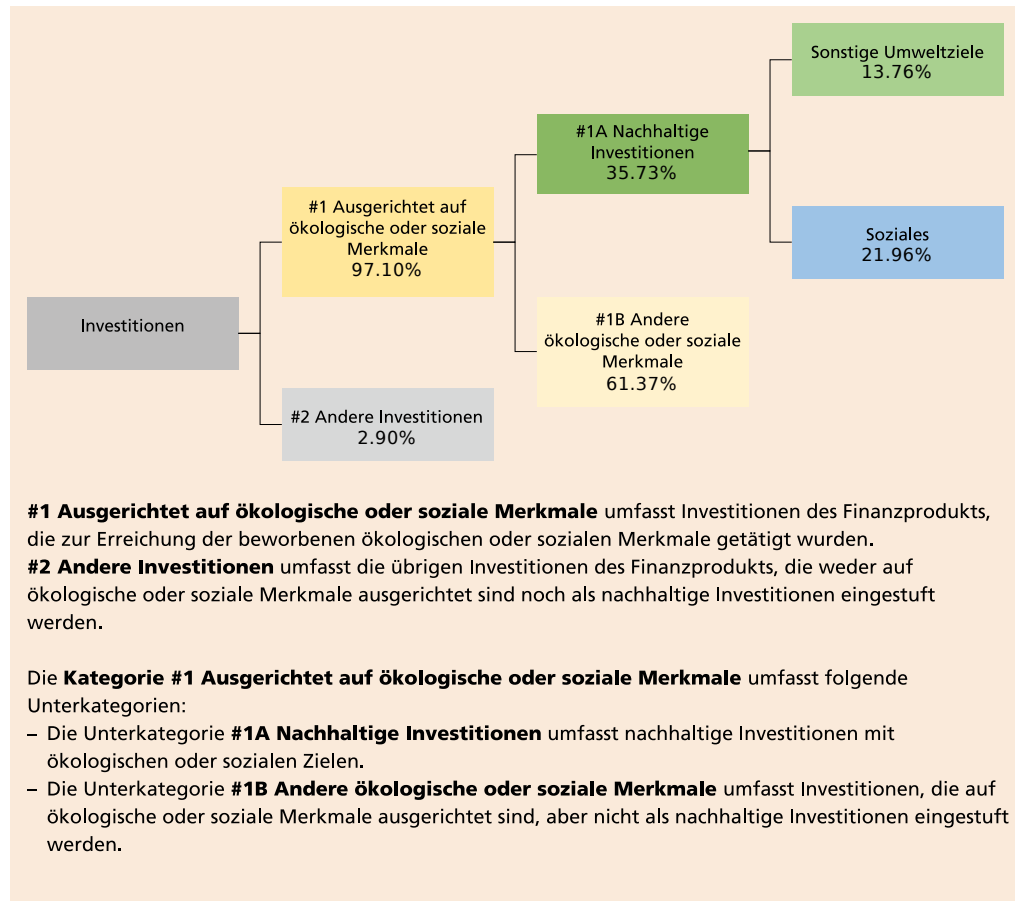 Sonstige Umweltziele
13.76%
#1A Nachhaltige
Investitionen
35.73%
#1 Ausgerichtet auf
ökologische oder soziale
Merkmale
97.10%
Soziales
21.96%
Investitionen
#1B Andere
ökologische oder soziale
Merkmale
61.37%
#2 Andere Investitionen
2.90%
#1 Ausgerichtet auf ökologische oder soziale Merkmale umfasst Investitionen des Finanzprodukts,
die zur Erreichung der beworbenen ökologischen oder sozialen Merkmale getätigt wurden.
#2 Andere Investitionen umfasst die übrigen Investitionen des Finanzprodukts, die weder auf
ökologische oder soziale Merkmale ausgerichtet sind noch als nachhaltige Investitionen eingestuft
werden.
Die Kategorie #1 Ausgerichtet auf ökologische oder soziale Merkmale umfasst folgende
Unterkategorien:
– Die Unterkategorie #1A Nachhaltige Investitionen umfasst nachhaltige Investitionen mit
ökologischen oder sozialen Zielen.
– Die Unterkategorie #1B Andere ökologische oder soziale Merkmale umfasst Investitionen, die auf
ökologische oder soziale Merkmale ausgerichtet sind, aber nicht als nachhaltige Investitionen eingestuft
werden.